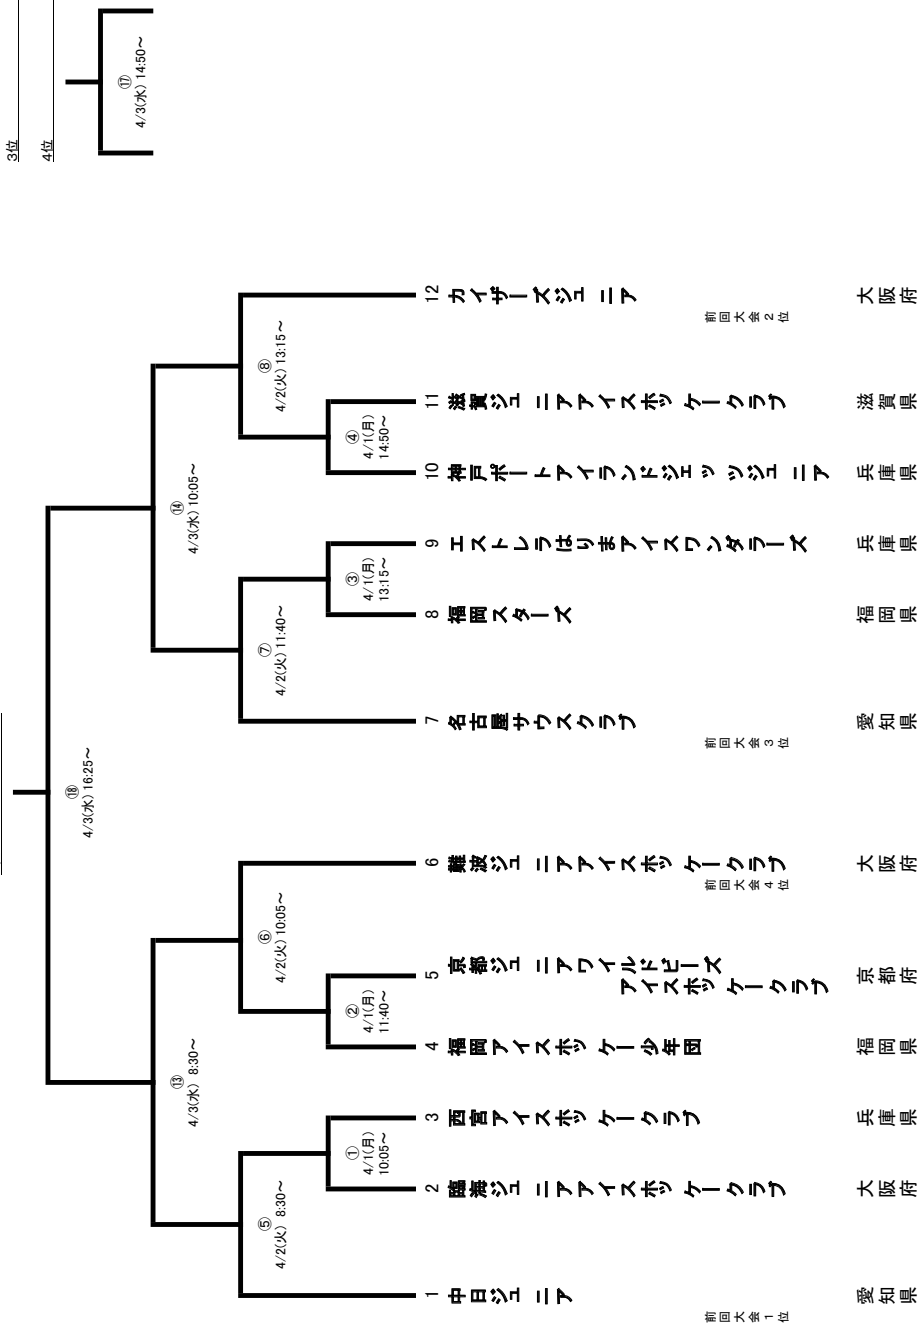 3位
4位
⑰
4/3(水) 14:50～
⑱
4/3(水) 16:25～
⑬
4/3(水) 8:30～
⑭
4/3(水) 10:05～
⑤
4/2(火) 8:30～
⑥
4/2(火) 10:05～
⑦
4/2(火) 11:40～
⑧
4/2(火) 13:15～
①
4/1(月)
10:05～
②
4/1(月)
11:40～
③
4/1(月)
13:15～
④
4/1(月)
14:50～
1 中日ジュニア 愛知県
前回大会1位
2 臨海ジュニアアイスホッケークラブ 大阪府
3 西宮アイスホッケークラブ 兵庫県
4 福岡アイスホッケー少年団 福岡県
5 京都ジュニアワイルドビーズ
アイスホッケークラブ 京都府
6 難波ジュニアアイスホッケークラブ 大阪府
前回大会4位
7 名古屋サウスクラブ 愛知県
前回大会3位
8 福岡スターズ 福岡県
9 エストレラはりまアイスワンダラーズ 兵庫県
10 神戸ポートアイランドジェッツジュニア 兵庫県
11 滋賀ジュニアアイスホッケークラブ 滋賀県
12 カイザーズジュニア 大阪府
前回大会2位